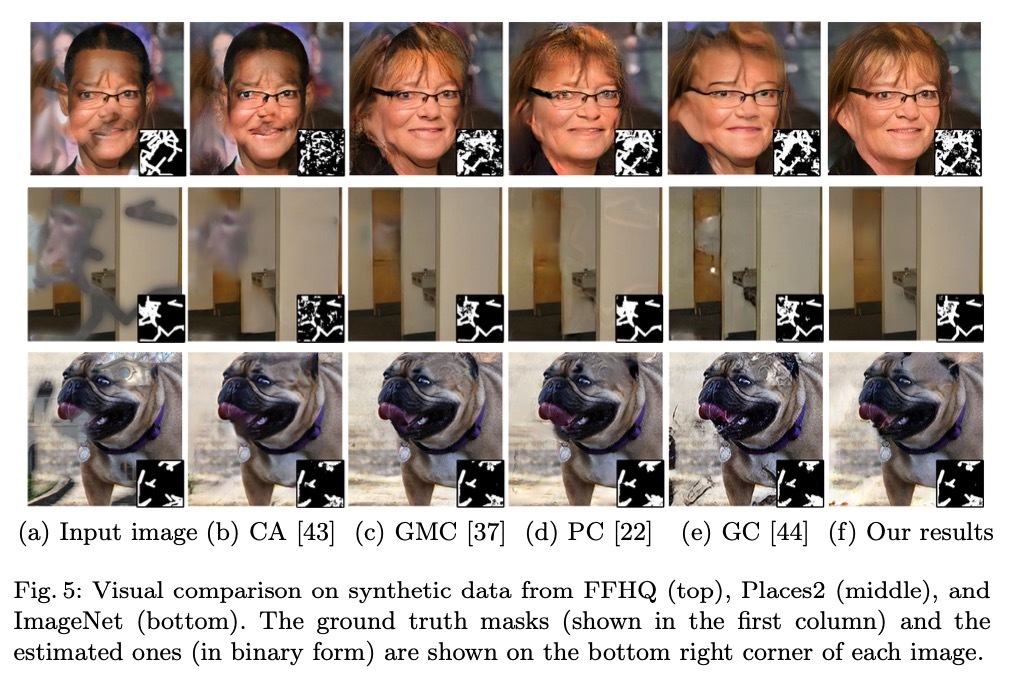 (a) Input image (b) CA [43] (c) GMC [37] (d) PC [22] (e) GC [44] (f) Our results
Fig. 5: Visual comparison on synthetic data from FFHQ (top), Places2 (middle), and
ImageNet (bottom). The ground truth masks (shown in the first column) and the
estimated ones (in binary form) are shown on the bottom right corner of each image.